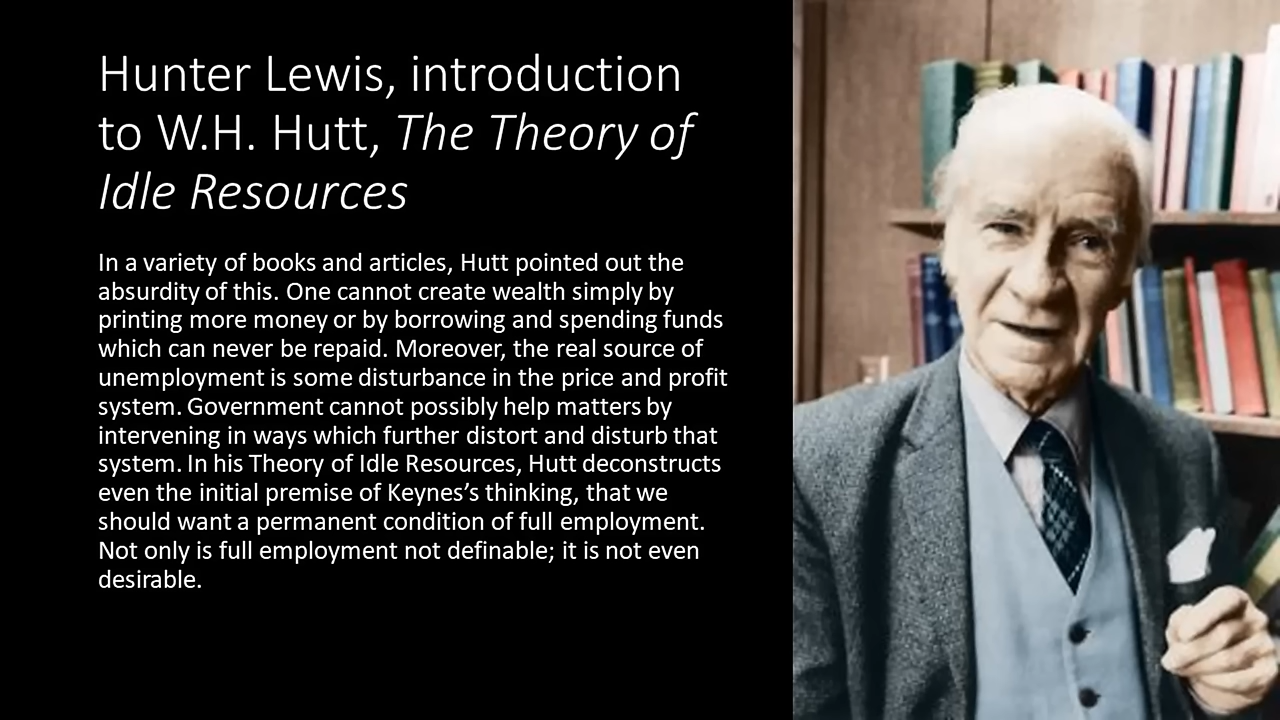 Hunter Lewis, introduction
to W.H. Hutt, The Theory of
Idle Resources
In a variety of books and articles, Hutt pointed out the
absurdity of this. One cannot create wealth simply by
printing more money or by borrowing and spending funds
which can never be repaid. Moreover, the real source of
unemployment is some disturbance in the price and profit
system. Government cannot possibly help matters by
intervening in ways which further distort and disturb that
system. In his Theory of Idle Resources, Hutt deconstructs
even the initial premise of Keynes’s thinking, that we
should want a permanent condition of full employment.
Not only is full employment not definable; it is not even
desirable.